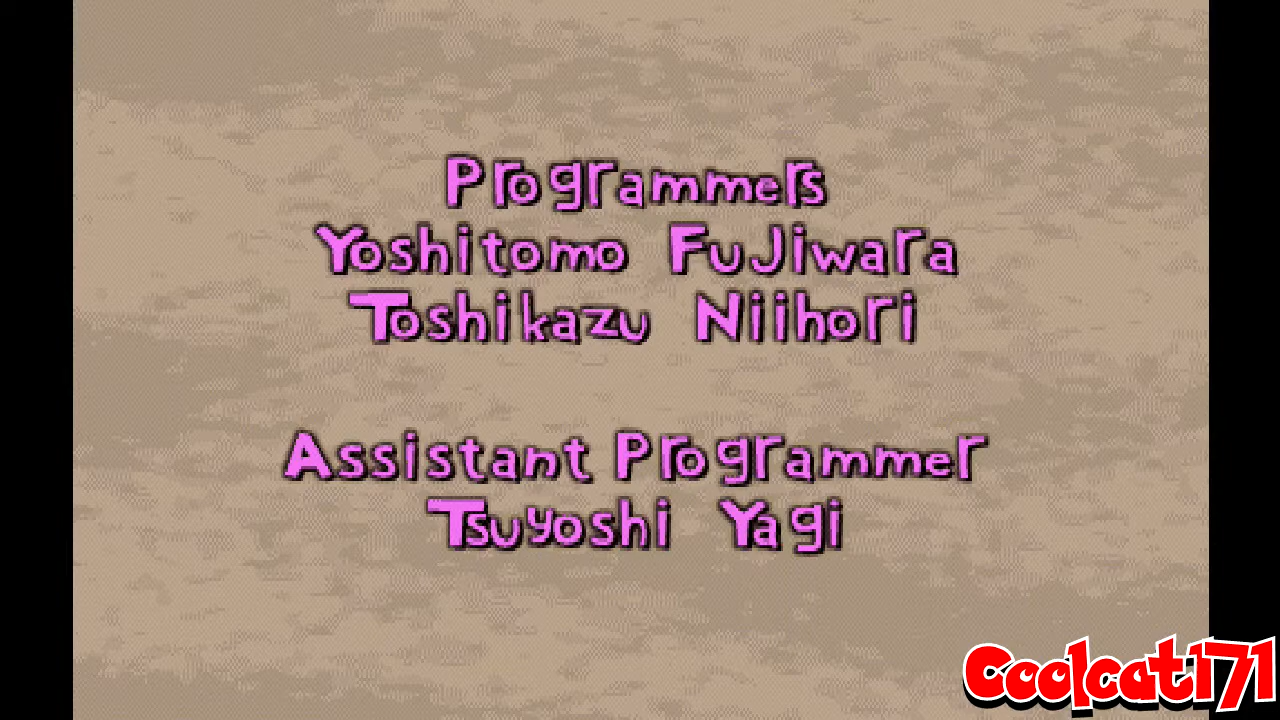 Programmers
Yoshitomo FuJiwara
Toshikazu Niihori
Assistant Programmer
Tsuyoshi Yagi
Coolcat171